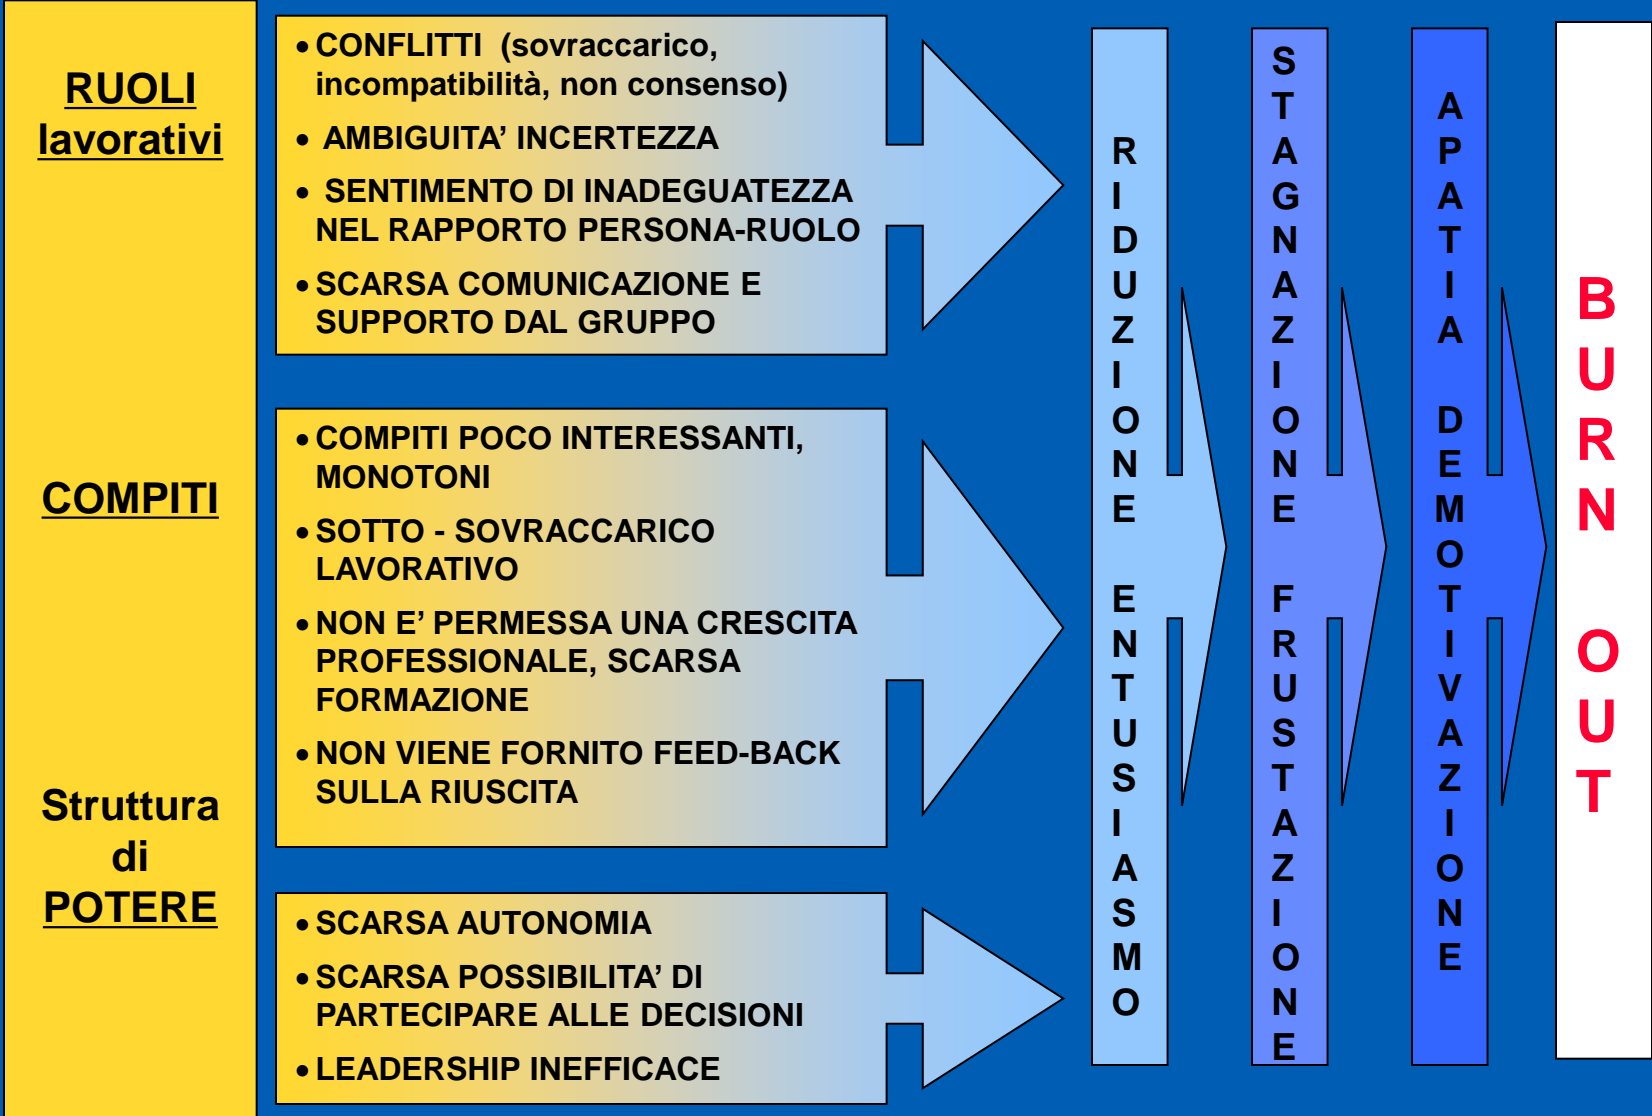 RUOLI
lavorativi
• CONFLITTI (sovraccarico,
incompatibilità, non consenso)
• AMBIGUITA’ INCERTEZZA
• SENTIMENTO DI INADEGUATEZZA
NEL RAPPORTO PERSONA-RUOLO
• SCARSA COMUNICAZIONE E
SUPPORTO DAL GRUPPO
COMPITI
• COMPITI POCO INTERESSANTI,
MONOTONI
• SOTTO - SOVRACCARICO
LAVORATIVO
• NON E’ PERMESSA UNA CRESCITA
PROFESSIONALE, SCARSA
FORMAZIONE
• NON VIENE FORNITO FEED-BACK
SULLA RIUSCITA
Struttura
di
POTERE
• SCARSA AUTONOMIA
• SCARSA POSSIBILITA’ DI
PARTECIPARE ALLE DECISIONI
• LEADERSHIP INEFFICACE
RIDUZIONE ENTUSIASMO
STAGNAZIONE FRUSTAZIONE
APATIA DEMOTIVAZIONE
BURN OUT